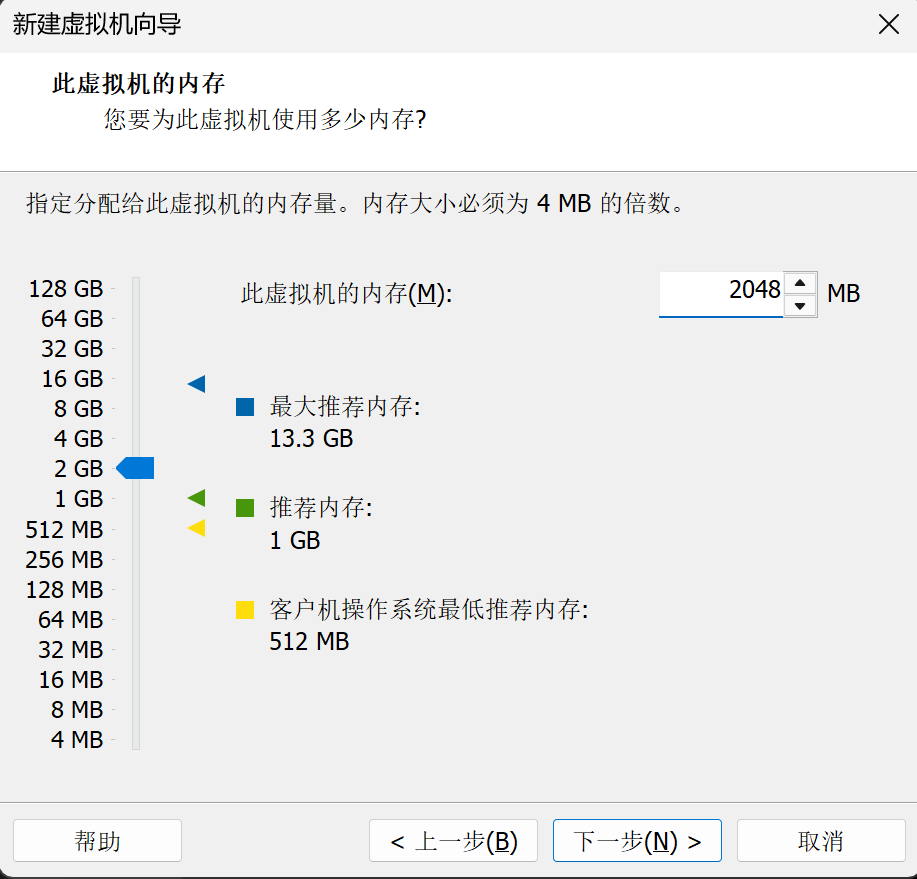 新建虚拟机向导
此虚拟机的内存
您要为此虚拟机使用多少内存?
指定分配给此虚拟机的内存量。内存大小必须为 4 MB 的倍数。
128 GB
64 GB
32 GB
16 GB
8 GB
4 GB
2 GB
1 GB
512 MB
256 MB
128 MB
64 MB
32 MB
16 MB
8 MB
4 MB
此虚拟机的内存(M): 2048 MB
最大推荐内存:
13.3 GB
推荐内存:
1 GB
客户机操作系统最低推荐内存:
512 MB
帮助 < 上一步(B) 下一步(N) > 取消